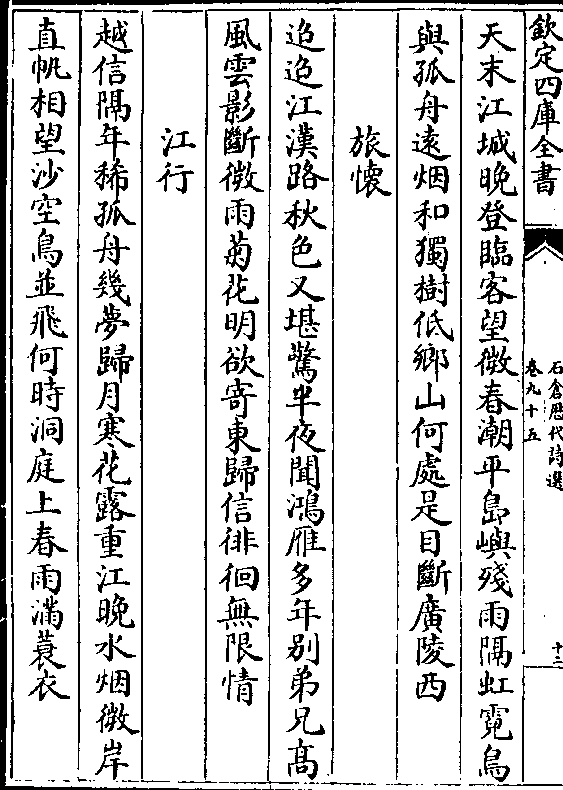 欽定四庫全書
石倉歴代詩選
卷九十五
十三
天末江城晚登臨客望微春潮平島嶼殘雨隔虹霓鳥
與孤舟遠烟和獨樹低鄉山何處是目斷廣陵西
旅懷
迢迢江漢路秋色又堪驚半夜聞鴻雁多年别弟兄髙
風雲影斷微雨菊花明欲寄東歸信徘徊無限情
江行
越信隔年稀孤舟幾夢歸月寒花露重江晚水烟微岸
直帆相望沙空鳥並飛何時洞庭上春雨滿蓑衣